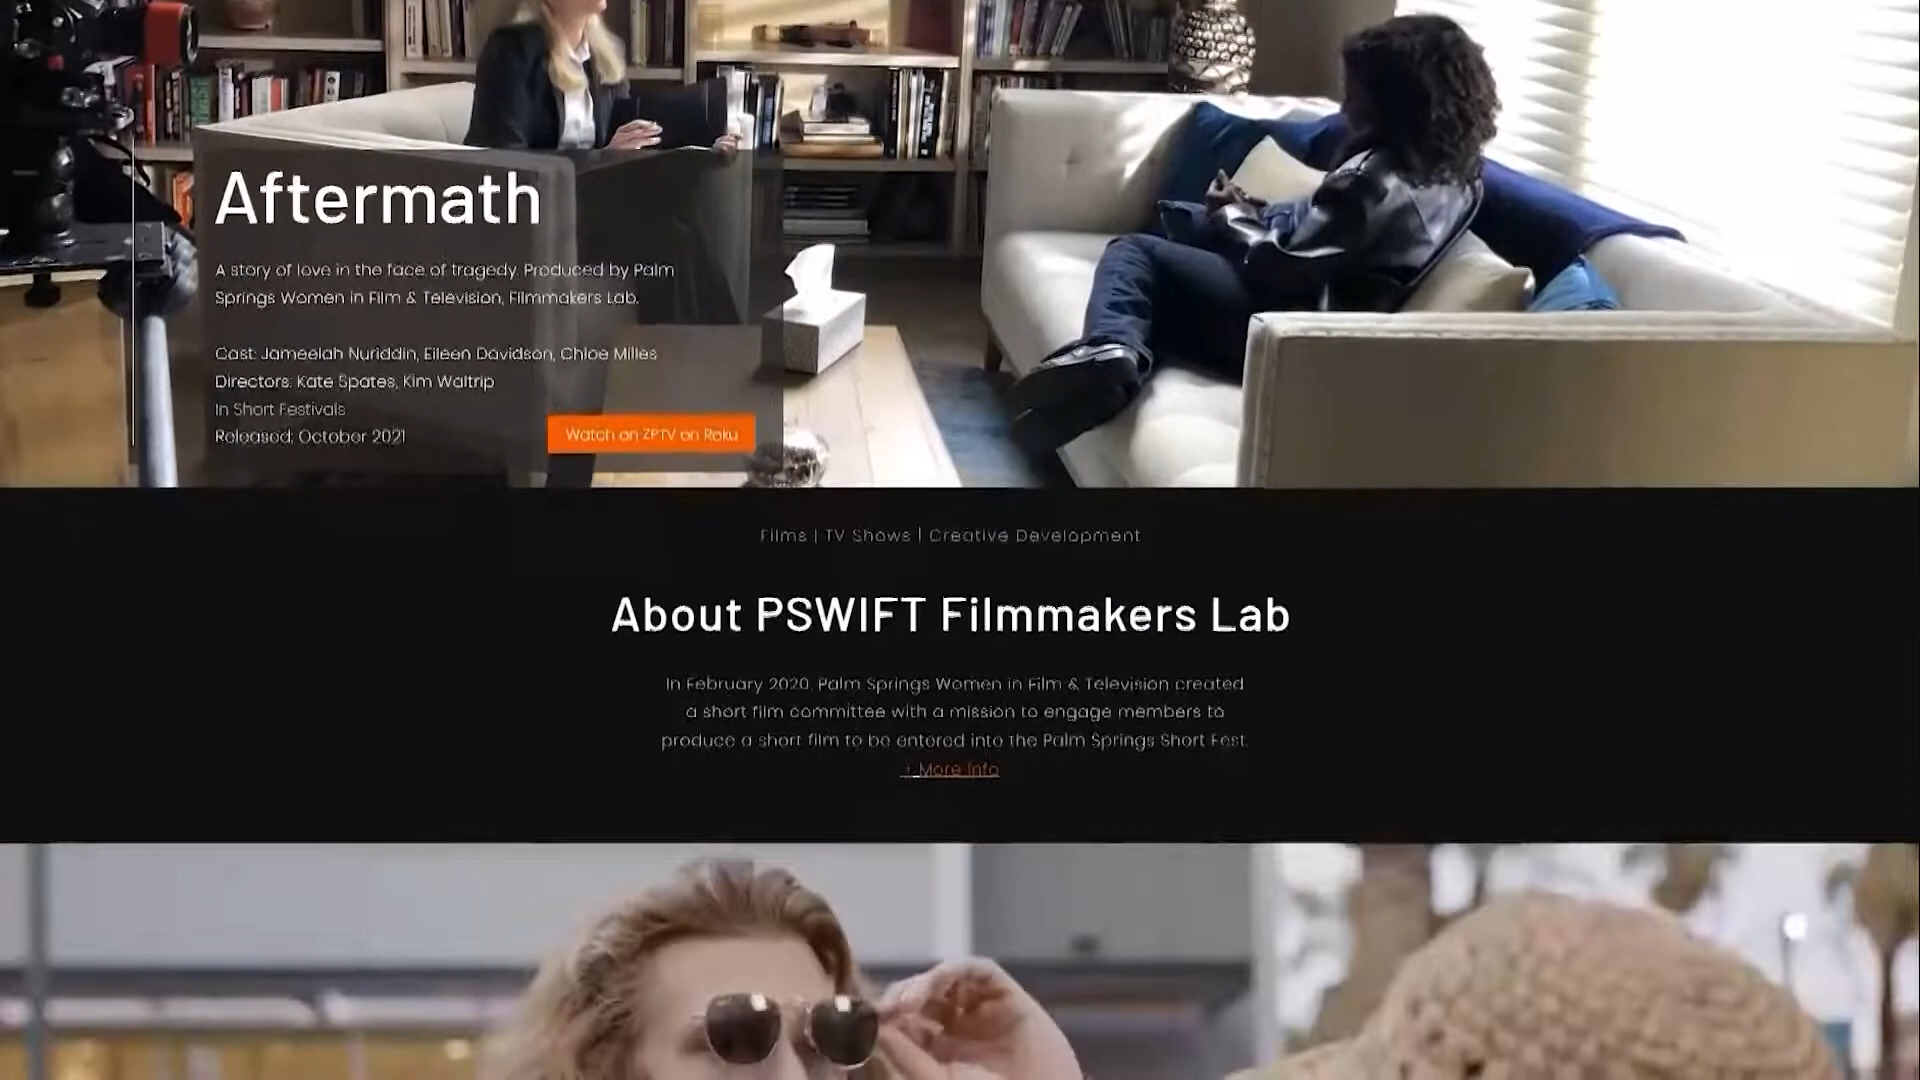 Aftermath
A story of love in the face of tragedy. Produced by Palm
Springs Women in Film & Television, Filmmakers Lab.
Cast: Jameelah Nuriddin, Eileen Davidson, Chloe Milles
Directors: Kate Spates, Kim Waltrip
In Short Festivals
Released: October 2021
Watch on ZPTV on Roku
Films | TV Shows | Creative Development
About PSWIFT Filmmakers Lab
In February 2020, Palm Springs Women in Film & Television created
a short film committee with a mission to engage members to
produce a short film to be entered into the Palm Springs Short Fest.
+ More Info